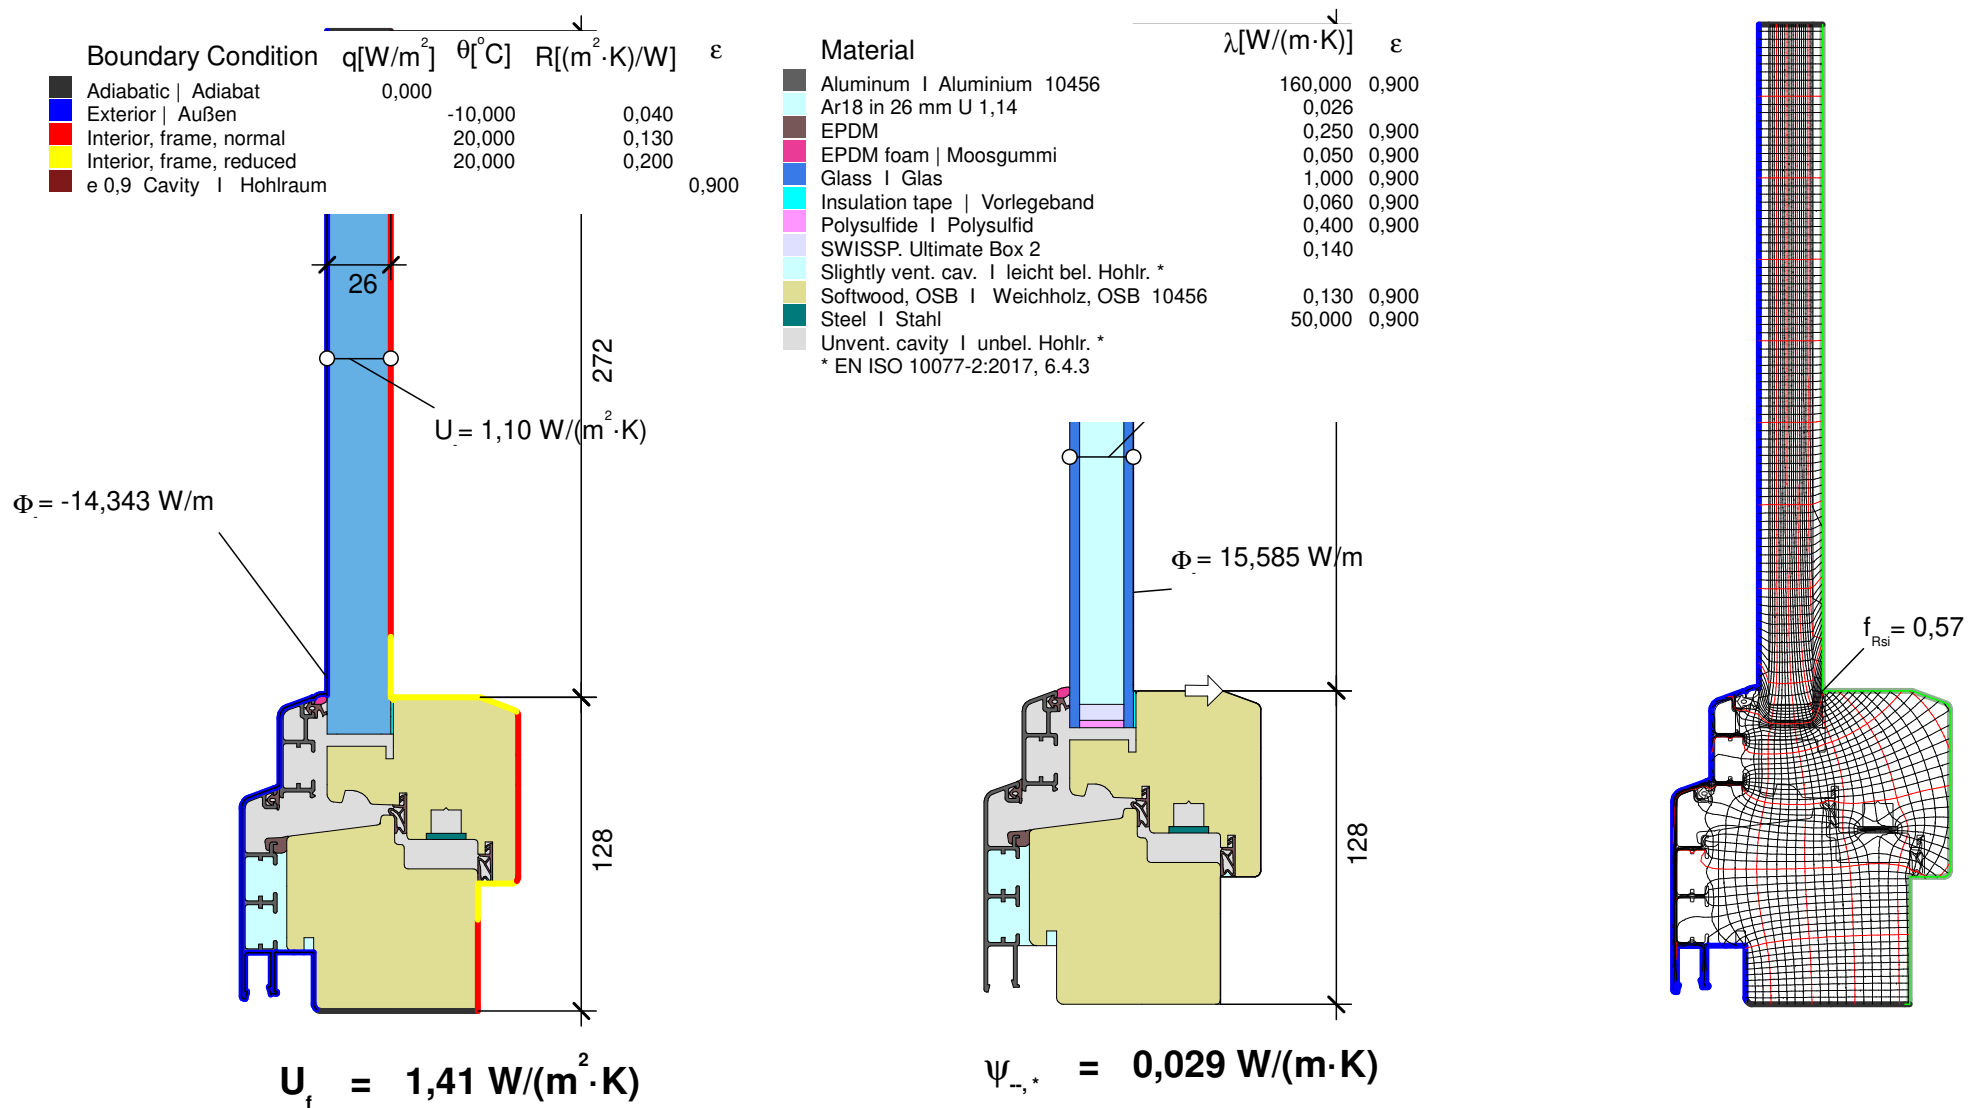 Boundary Condition q[W/m²] θ[°C] R[(m²·K)/W] ε
Adiabatic | Adiabat 0,000
Exterior | Außen -10,000 0,040
Interior, frame, normal 20,000 0,130
Interior, frame, reduced 20,000 0,200
e 0,9 Cavity I Hohlraum 0,900
Material λ[W/(m·K)] ε
Aluminum I Aluminium 10456 160,000 0,900
Ar18 in 26 mm U 1,14 0,026
EPDM 0,250 0,900
EPDM foam | Moosgummi 0,050 0,900
Glass I Glas 1,000 0,900
Insulation tape | Vorlegeband 0,060 0,900
Polysulfide I Polysulfid 0,400 0,900
SWISSP. Ultimate Box 2 0,140
Slightly vent. cav. I leicht bel. Hohlr. *
Softwood, OSB I Weichholz, OSB 10456 0,130 0,900
Steel I Stahl 50,000 0,900
Unvent. cavity I unbel. Hohlr. *
* EN ISO 10077-2:2017, 6.4.3
26
272
U = 1,10 W/(m²·K)
Φ = -14,343 W/m
128
U_f = 1,41 W/(m²·K)
Φ = 15,585 W/m
128
ψ--,* = 0,029 W/(m·K)
f_Rsi = 0,57